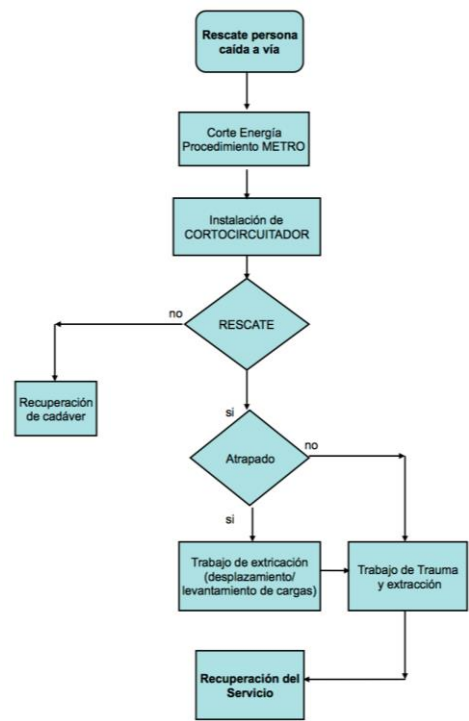 Rescate persona
caída a vía
Corte Energía
Procedimiento METRO
Instalación de
CORTOCIRCUITADOR
no
RESCATE
Recuperación
de cadáver
si
no
Atrapado
si
Trabajo de extricación
(desplazamiento/
levantamiento de cargas)
Trabajo de Trauma
y extracción
Recuperación del
Servicio